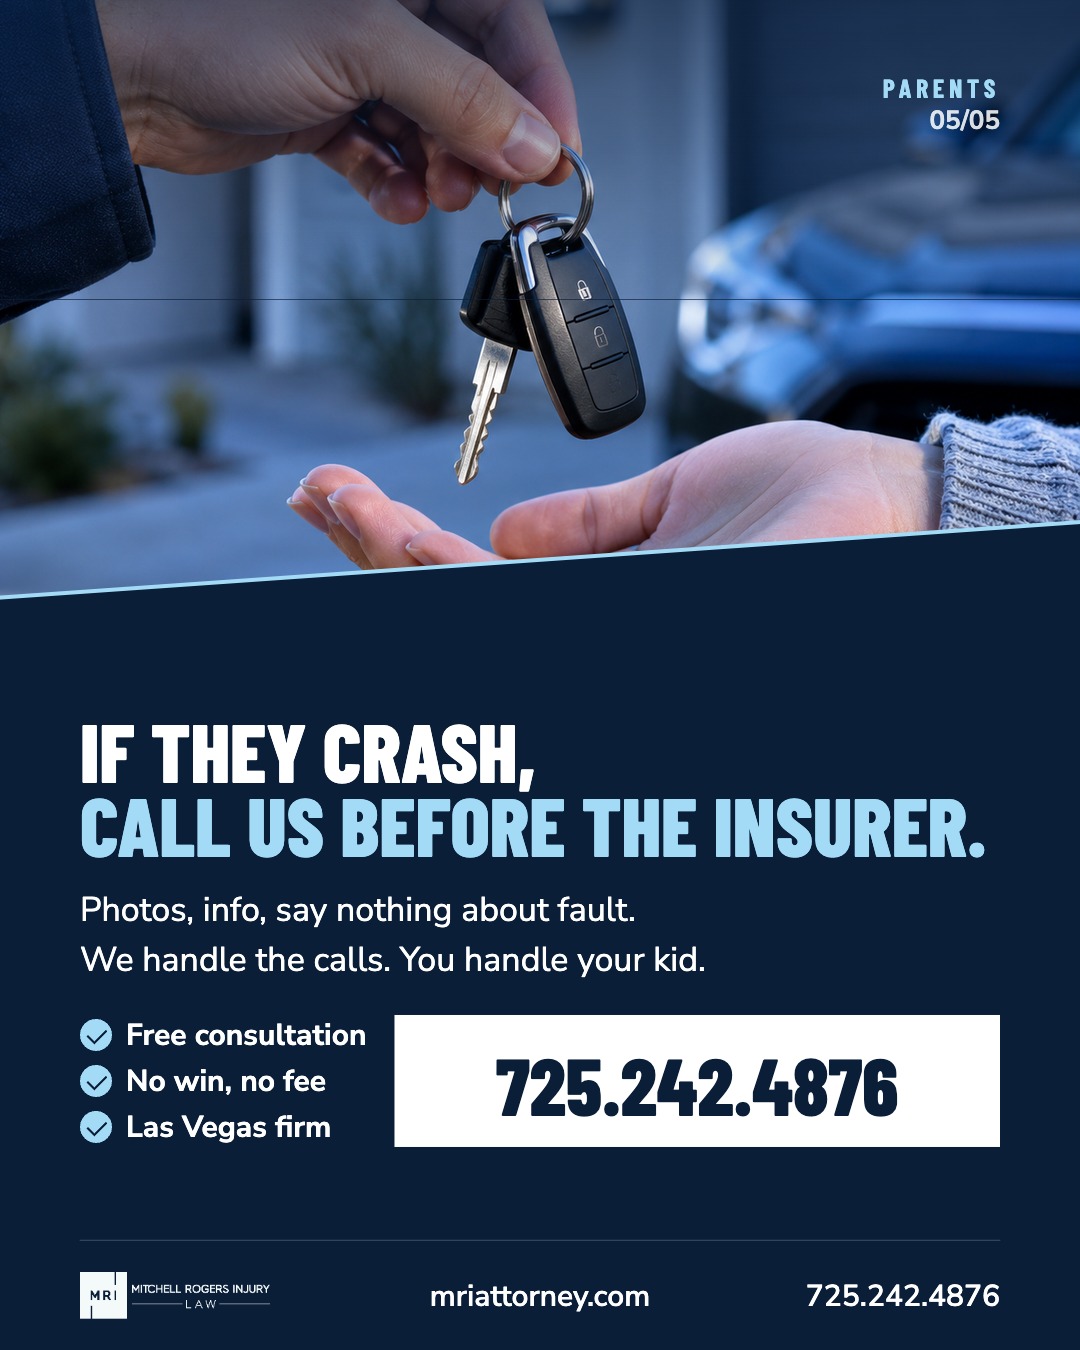 PARENTS
05/05
IF THEY CRASH,
CALL US BEFORE THE INSURER.
Photos, info, say nothing about fault.
We handle the calls. You handle your kid.
Free consultation
No win, no fee
Las Vegas firm
725.242.4876
MRI
MITCHELL ROGERS INJURY
LAW
mriattorney.com
725.242.4876